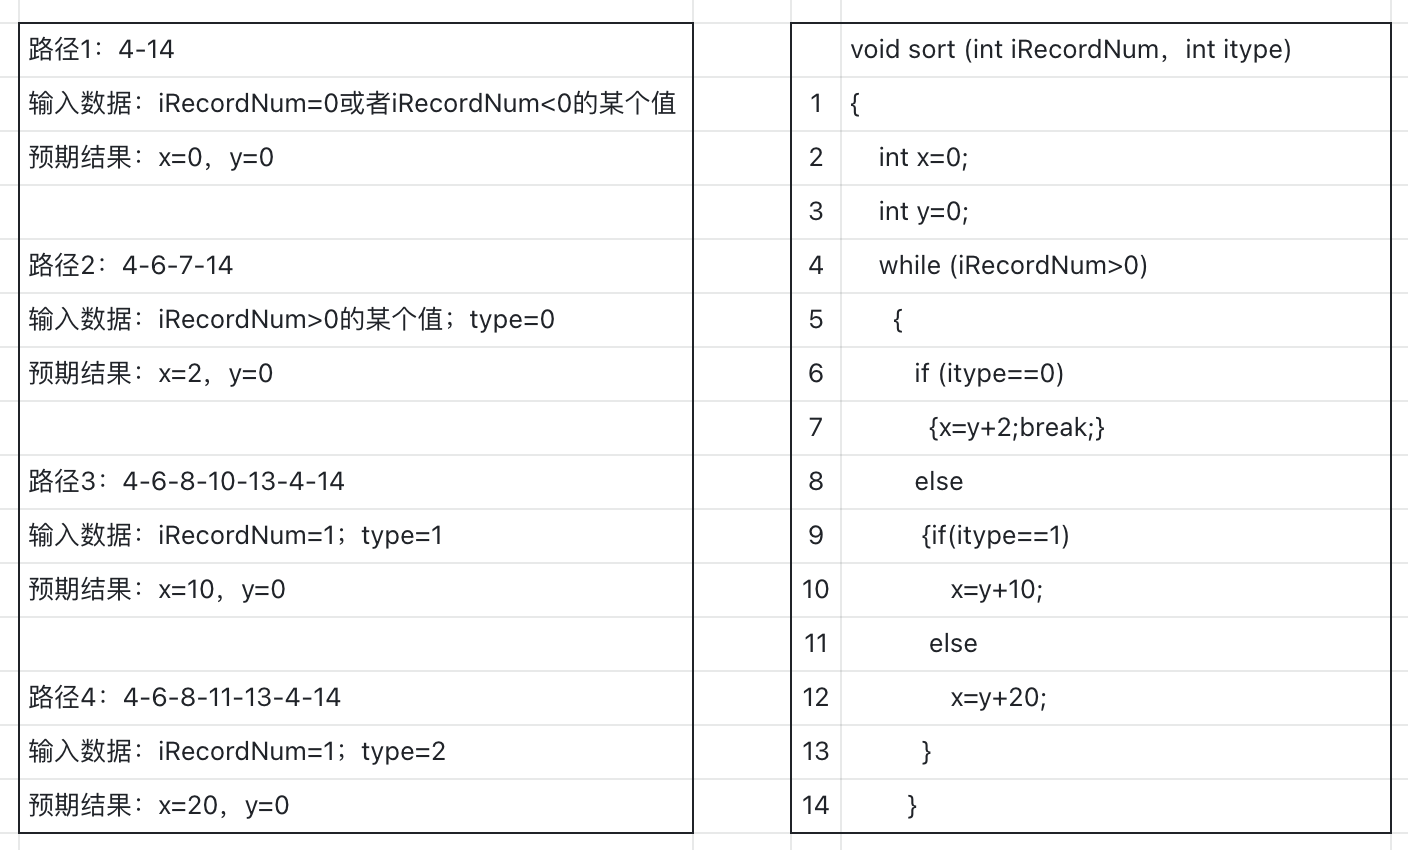 路径1：4-14
输入数据：iRecordNum=0或者iRecordNum<0的某个值
预期结果：x=0，y=0
路径2：4-6-7-14
输入数据：iRecordNum>0的某个值；type=0
预期结果：x=2，y=0
路径3：4-6-8-10-13-4-14
输入数据：iRecordNum=1；type=1
预期结果：x=10，y=0
路径4：4-6-8-11-13-4-14
输入数据：iRecordNum=1；type=2
预期结果：x=20，y=0
void sort (int iRecordNum，int itype)
1 {
2 int x=0;
3 int y=0;
4 while (iRecordNum>0)
5 {
6 if (itype==0)
7 {x=y+2;break;}
8 else
9 {if(itype==1)
10 x=y+10;
11 else
12 x=y+20;
13 }
14 }